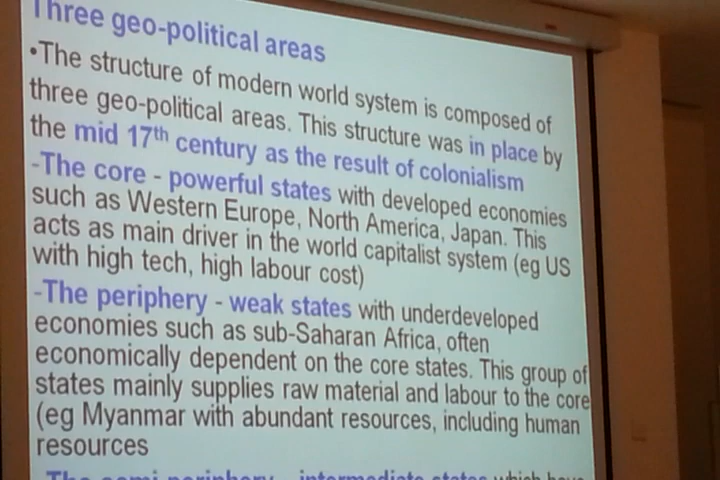 Three geo-political areas
•The structure of modern world system is composed of
three geo-political areas. This structure was in place by
the mid 17th century as the result of colonialism
-The core - powerful states with developed economies
such as Western Europe, North America, Japan. This
acts as main driver in the world capitalist system (eg US
with high tech, high labour cost)
-The periphery - weak states with underdeveloped
economies such as sub-Saharan Africa, often
economically dependent on the core states. This group of
states mainly supplies raw material and labour to the core
(eg Myanmar with abundant resources, including human
resources
-The semi-periphery - intermediate states which have